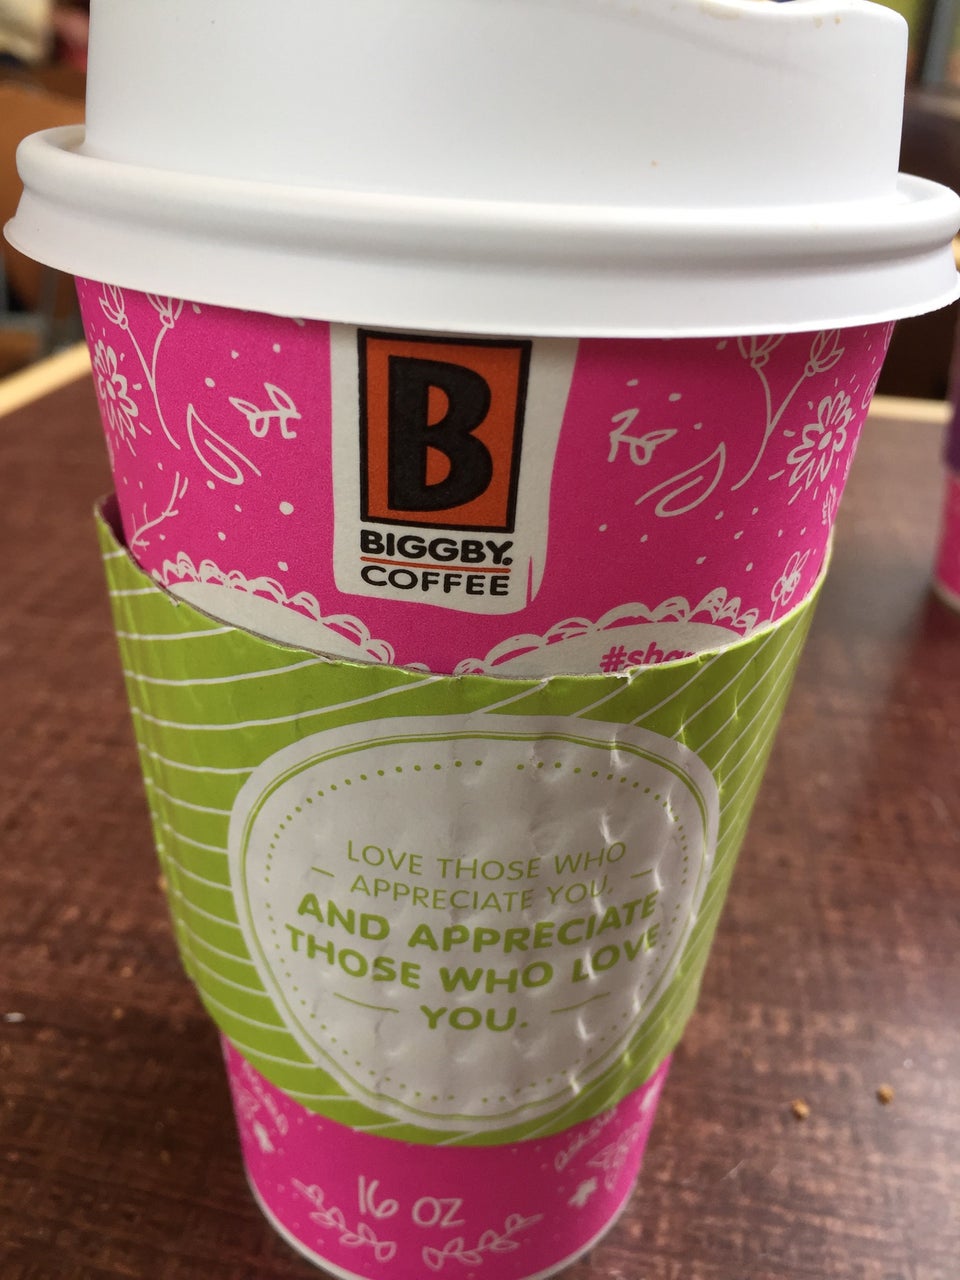 B
BIGGBY
COFFEE
LOVE THOSE WHO
APPRECIATE YOU,
AND APPRECIATE
THOSE WHO LOVE
YOU.
16 OZ